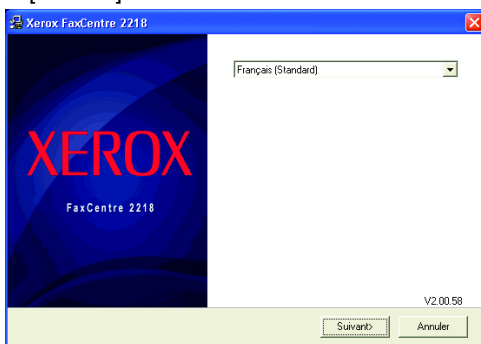 Xerox FaxCentre 2218
Français (Standard)
XEROX
FaxCentre 2218
V2.00.58
Suivant>
Annuler